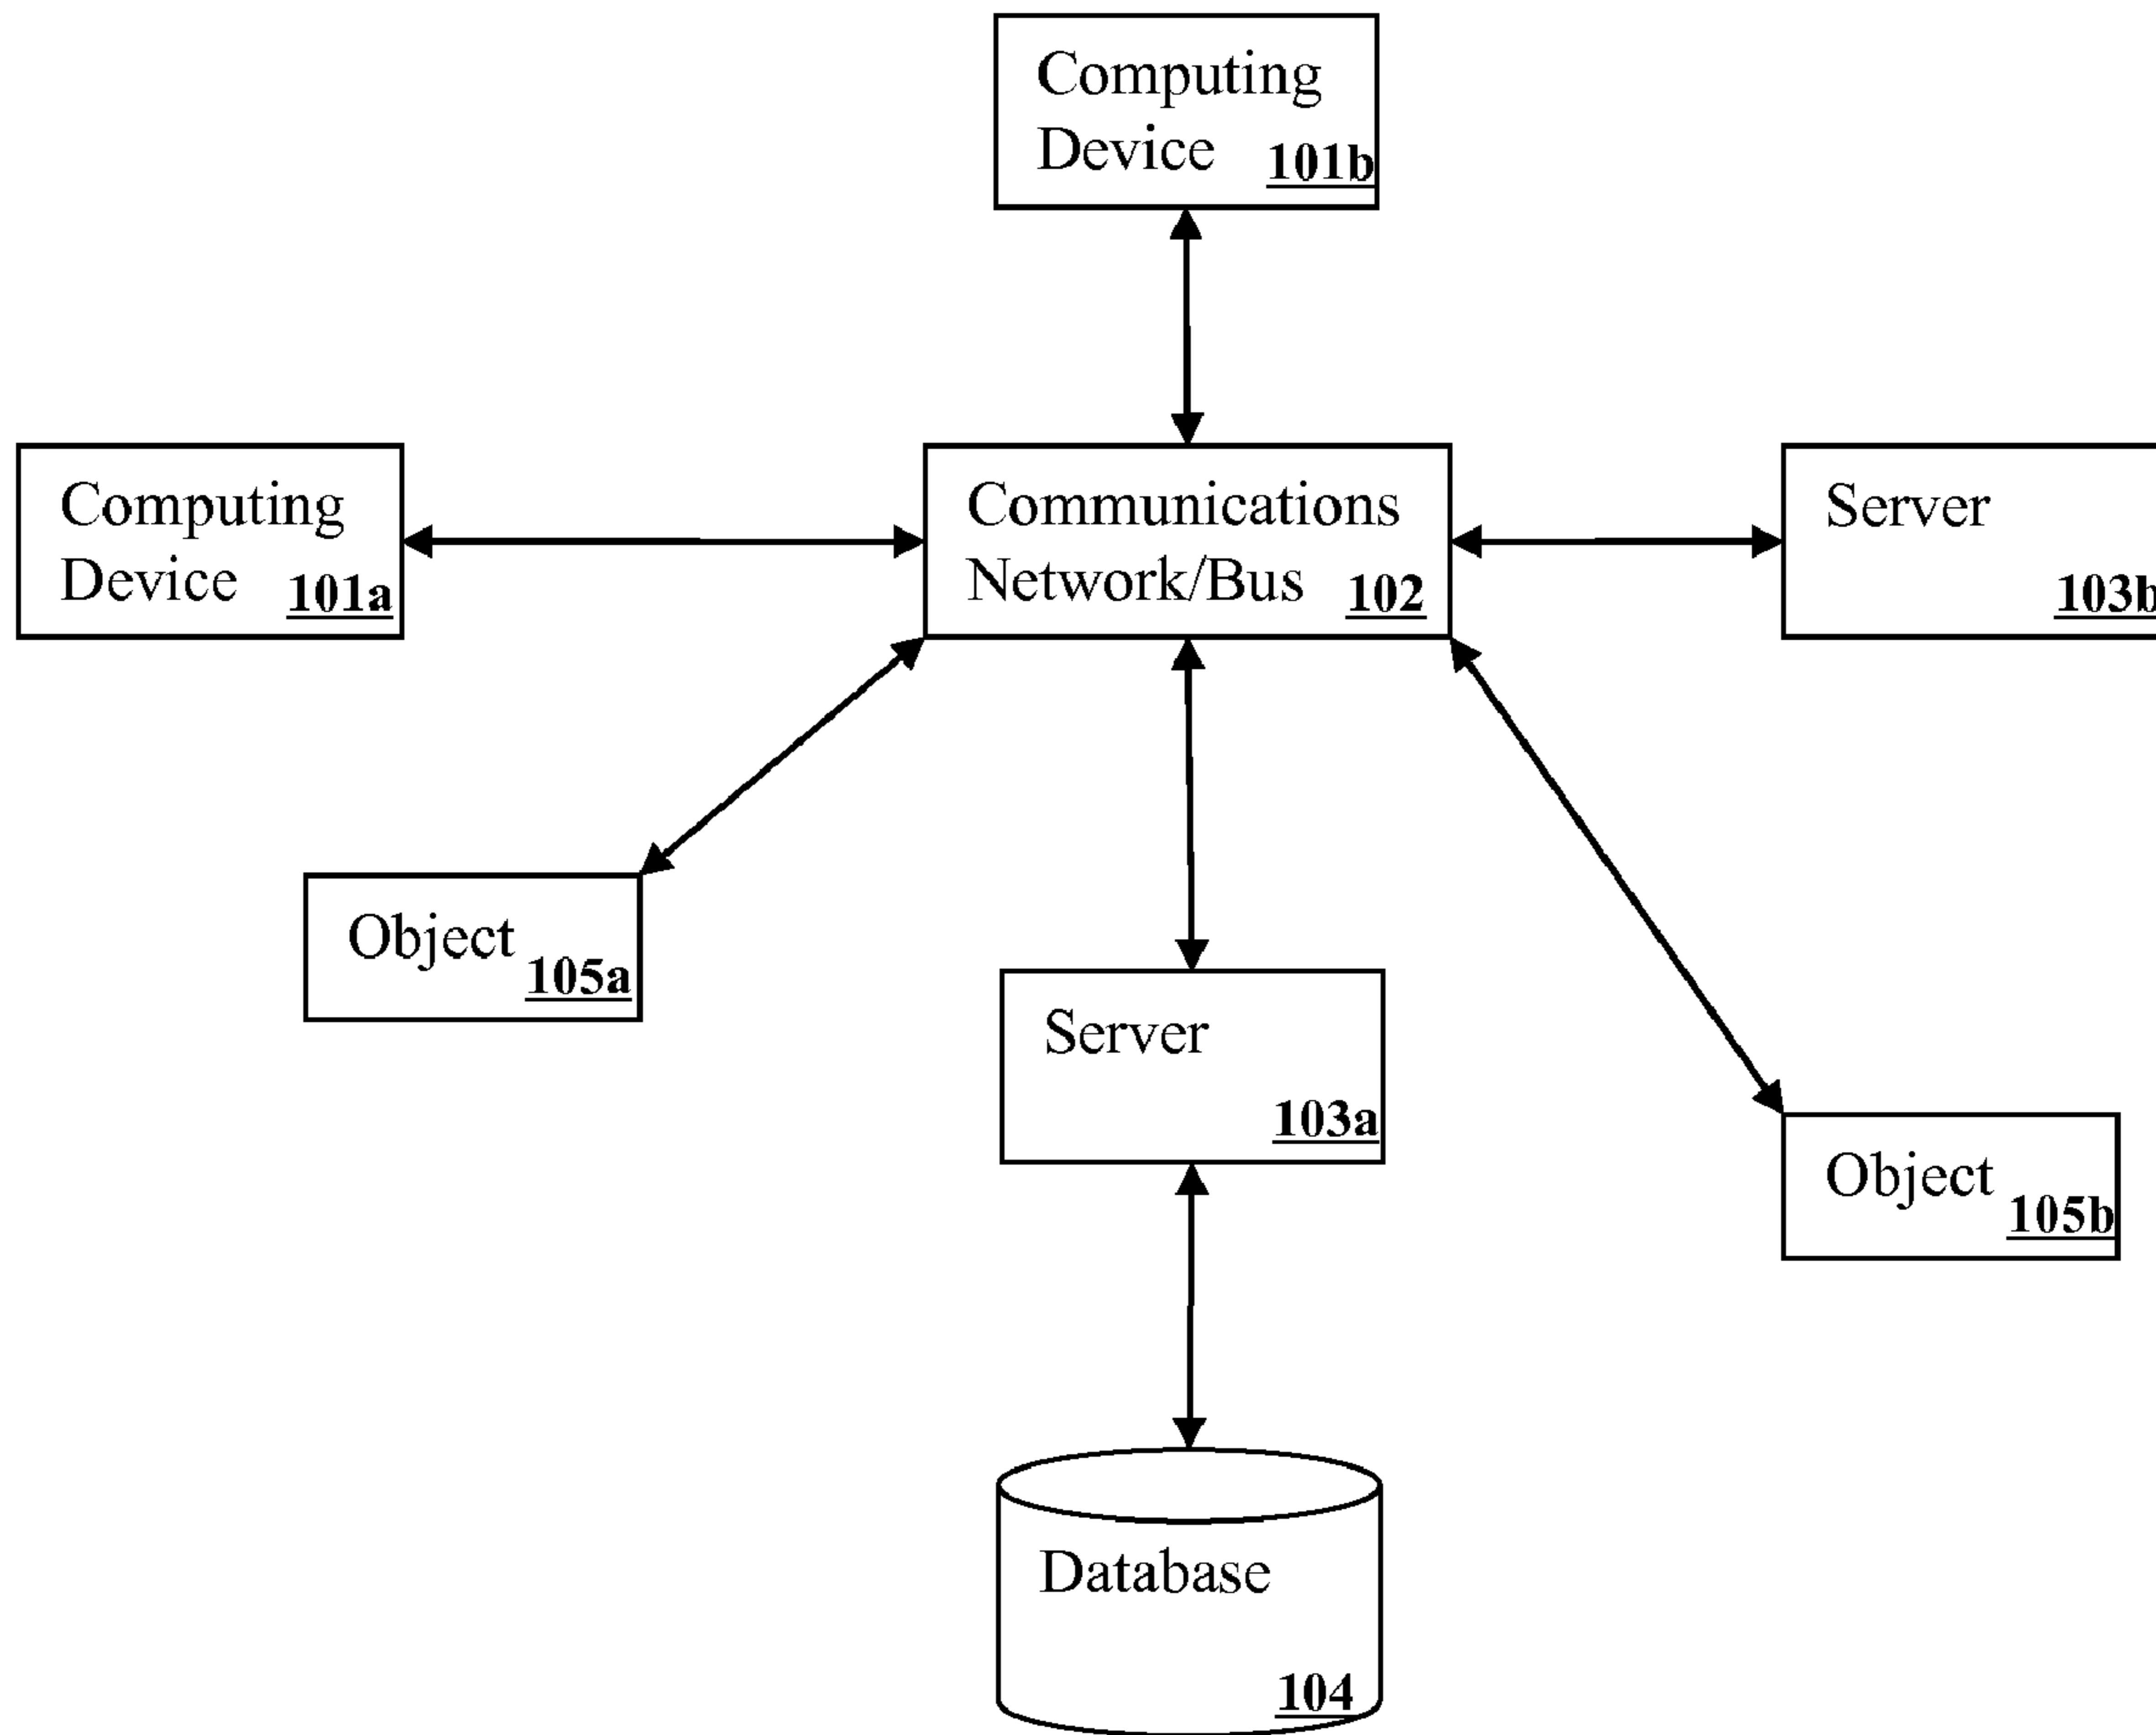 Computing
Device 101b
Computing
Device 101a
Communications
Network/Bus 102
Server
103b
Object
105a
Server
103a
Object
105b
Database
104